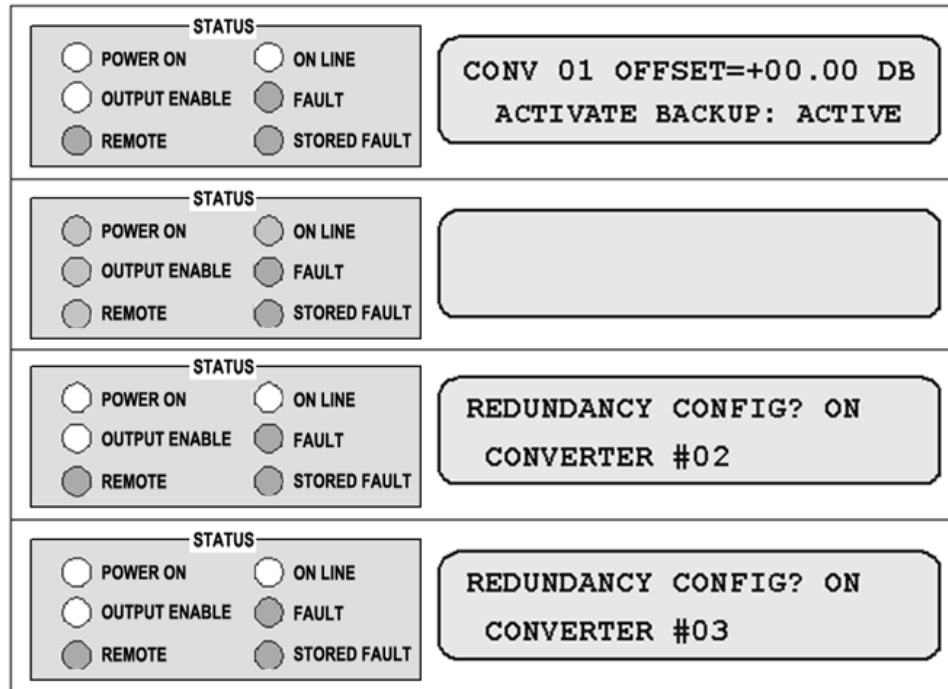 STATUS
POWER ON
ON LINE
OUTPUT ENABLE
FAULT
REMOTE
STORED FAULT
CONV 01 OFFSET=+00.00 DB
ACTIVATE BACKUP: ACTIVE
STATUS
POWER ON
ON LINE
OUTPUT ENABLE
FAULT
REMOTE
STORED FAULT
STATUS
POWER ON
ON LINE
OUTPUT ENABLE
FAULT
REMOTE
STORED FAULT
REDUNDANCY CONFIG? ON
CONVERTER #02
STATUS
POWER ON
ON LINE
OUTPUT ENABLE
FAULT
REMOTE
STORED FAULT
REDUNDANCY CONFIG? ON
CONVERTER #03